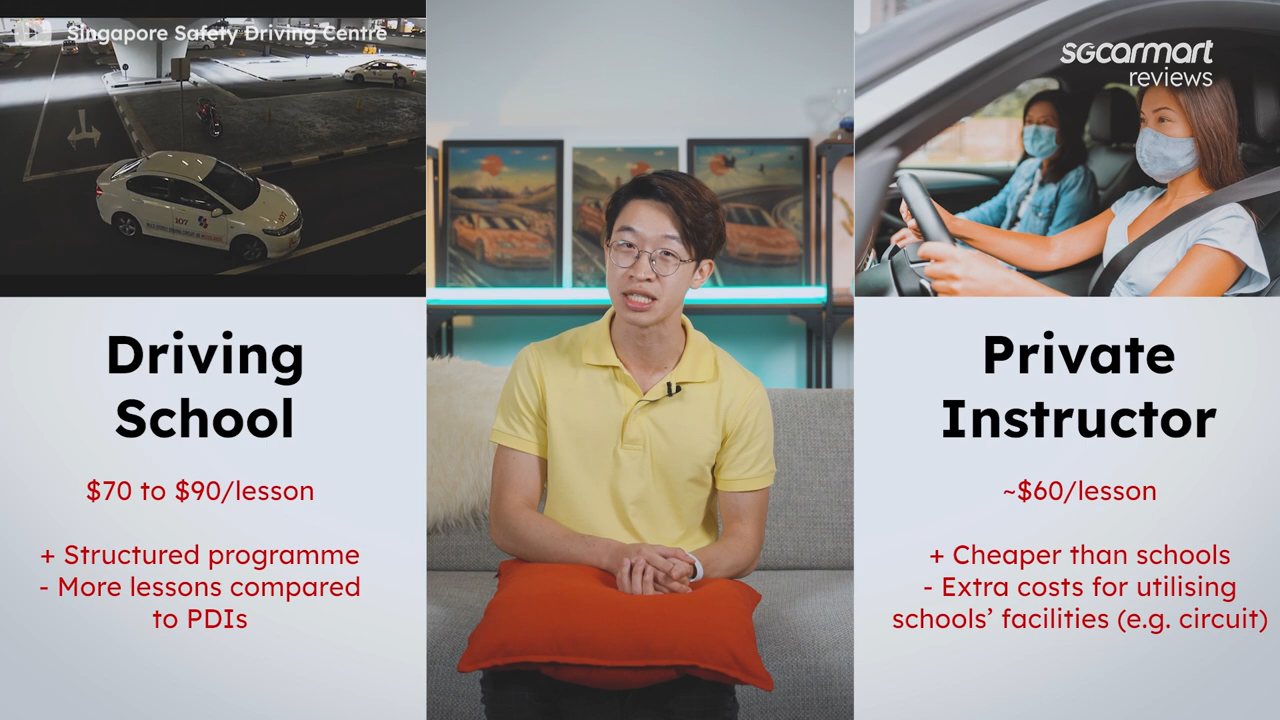 Singapore Safety Driving Centre
sgcarmart
reviews
107
Driving
School
$70 to $90/lesson
+ Structured programme
- More lessons compared
to PDIs
Private
Instructor
~$60/lesson
+ Cheaper than schools
- Extra costs for utilising
schools’ facilities (e.g. circuit)